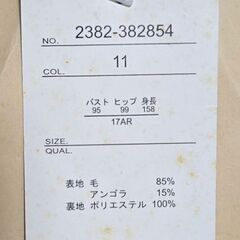 NO. 2382-382854
COL. 11
バスト ヒップ 身長
95 99 158
17AR
SIZE.
QUAL.
表地 毛 85%
アンゴラ 15%
裏地 ポリエステル 100%